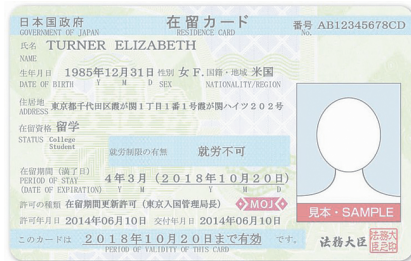 日本国政府 在留カード 番号 AB12345678CD
GOVERNMENT OF JAPAN RESIDENCE CARD No.
氏名 TURNER ELIZABETH
NAME
生年月日 1985年12月31日 性別 女 F. 国籍・地域 米国
DATE OF BIRTH Y M D SEX NATIONALITY/REGION
住居地 東京都千代田区霞が関1丁目1番1号霞が関ハイツ202号
ADDRESS
在留資格 留学
STATUS College Student
就労制限の有無 就労不可
在留期間(満了日) 4年3月(2018年10月20日)
PERIOD OF STAY
(DATE OF EXPIRATION) Y M Y M D
許可の種類 在留期間更新許可(東京入国管理局長) MOJ
許可年月日 2014年06月10日 交付年月日 2014年06月10日
このカードは 2018年10月20日まで有効 です。
PERIOD OF VALIDITY OF THIS CARD
見本・SAMPLE
法務大臣
法務大臣之印